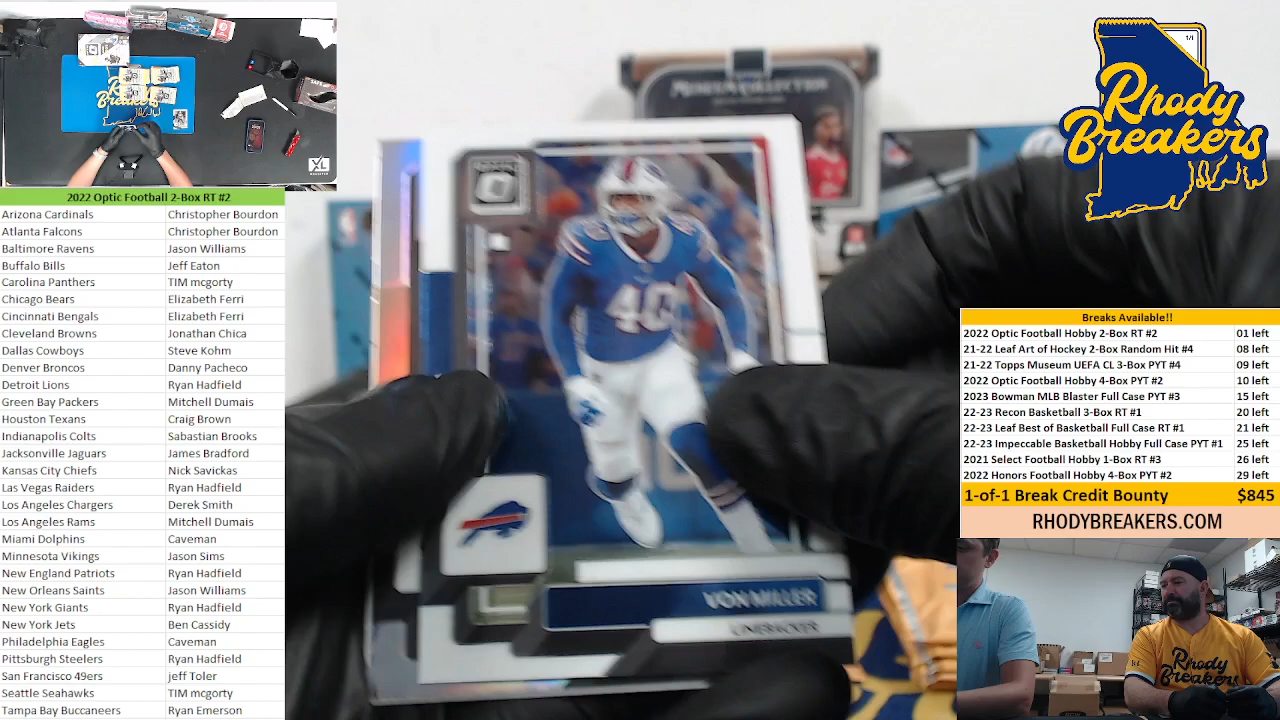 2022 Optic Football 2-Box RT #2
Arizona Cardinals Christopher Bourdon
Atlanta Falcons Christopher Bourdon
Baltimore Ravens Jason Williams
Buffalo Bills Jeff Eaton
Carolina Panthers TIM mcgorty
Chicago Bears Elizabeth Ferri
Cincinnati Bengals Elizabeth Ferri
Cleveland Browns Jonathan Chica
Dallas Cowboys Steve Kohm
Denver Broncos Danny Pacheco
Detroit Lions Ryan Hadfield
Green Bay Packers Mitchell Dumais
Houston Texans Craig Brown
Indianapolis Colts Sabastian Brooks
Jacksonville Jaguars James Bradford
Kansas City Chiefs Nick Savickas
Las Vegas Raiders Ryan Hadfield
Los Angeles Chargers Derek Smith
Los Angeles Rams Mitchell Dumais
Miami Dolphins Caveman
Minnesota Vikings Jason Sims
New England Patriots Ryan Hadfield
New Orleans Saints Jason Williams
New York Giants Ryan Hadfield
New York Jets Ben Cassidy
Philadelphia Eagles Caveman
Pittsburgh Steelers Ryan Hadfield
San Francisco 49ers jeff Toler
Seattle Seahawks TIM mcgorty
Tampa Bay Buccaneers Ryan Emerson
Rhody
Breakers
XL
MUSEUM COLLECTION
40
VON MILLER
LINEBACKER
1/1
Rhody
Breakers
Breaks Available!!
2022 Optic Football Hobby 2-Box RT #2 01 left
21-22 Leaf Art of Hockey 2-Box Random Hit #4 08 left
21-22 Topps Museum UEFA CL 3-Box PYT #4 09 left
2022 Optic Football Hobby 4-Box PYT #2 10 left
2023 Bowman MLB Blaster Full Case PYT #3 15 left
22-23 Recon Basketball 3-Box RT #1 20 left
22-23 Leaf Best of Basketball Full Case RT #1 21 left
22-23 Impeccable Basketball Hobby Full Case PYT #1 25 left
2021 Select Football Hobby 1-Box RT #3 26 left
2022 Honors Football Hobby 4-Box PYT #2 29 left
1-of-1 Break Credit Bounty $845
RHODYBREAKERS.COM
Rhody
Breakers